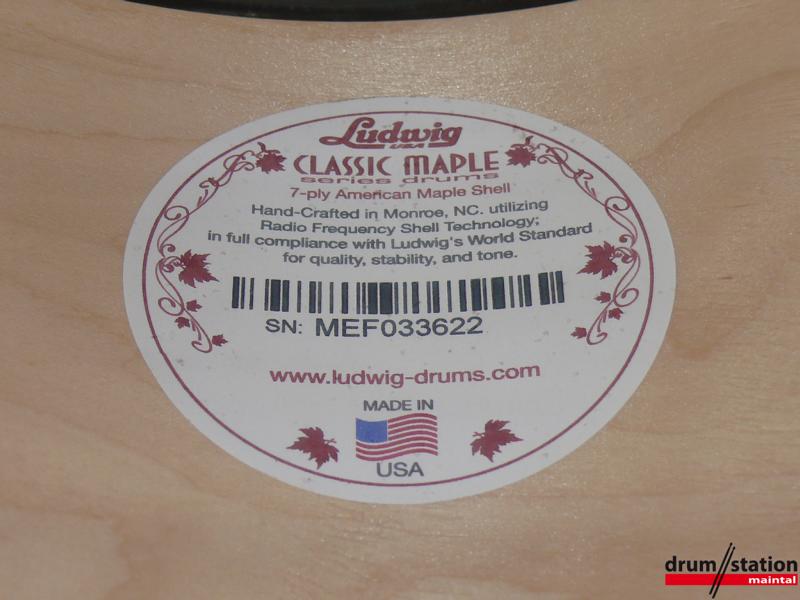 Ludwig
USA
CLASSIC MAPLE
series drums
7-ply American Maple Shell
Hand-Crafted in Monroe, NC. utilizing
Radio Frequency Shell Technology;
in full compliance with Ludwig's World Standard
for quality, stability, and tone.
SN: MEF033622
www.ludwig-drums.com
MADE IN
USA
drum//station
maintal